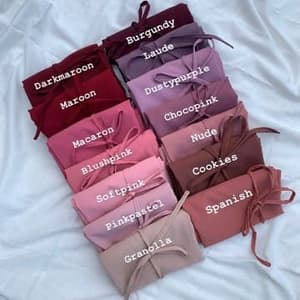 Burgundy
Laude
Darkmaroon
Dustypurple
Maroon
Chocopink
Macaron
Nude
Blushpink
Cookies
Softpink
Spanish
Pinkpastel
Granolla